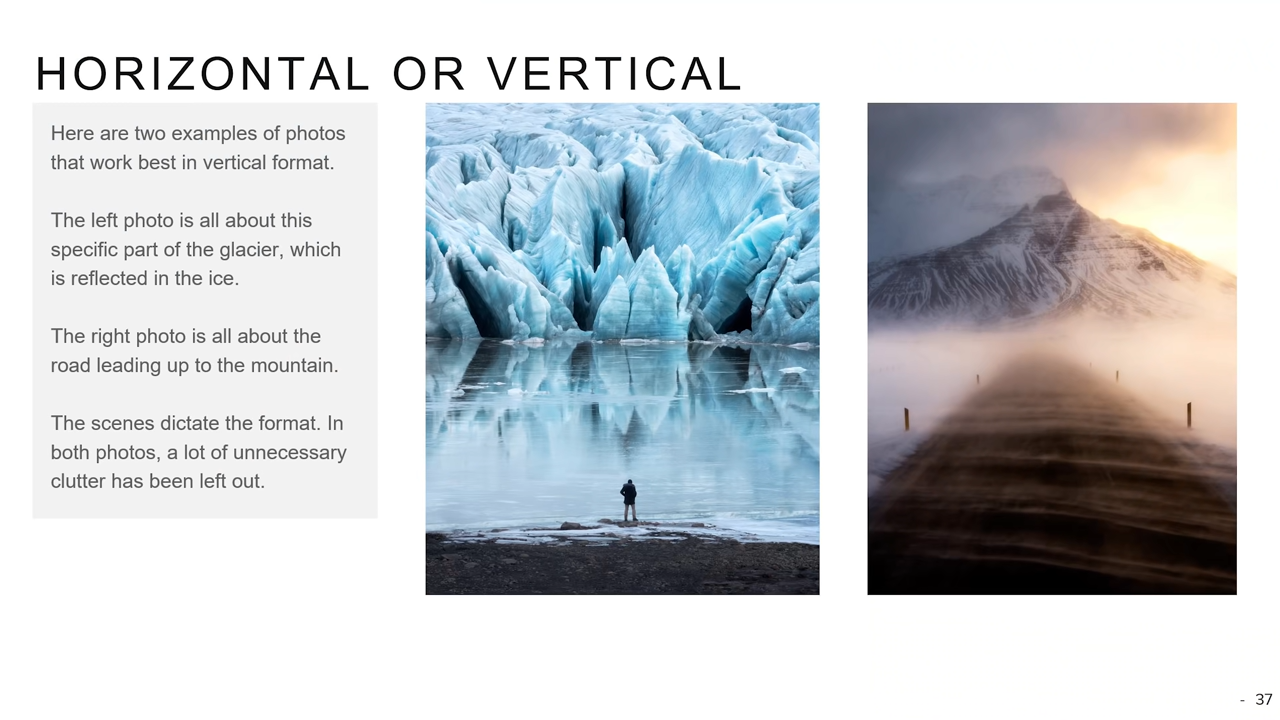 HORIZONTAL OR VERTICAL
Here are two examples of photos
that work best in vertical format.
The left photo is all about this
specific part of the glacier, which
is reflected in the ice.
The right photo is all about the
road leading up to the mountain.
The scenes dictate the format. In
both photos, a lot of unnecessary
clutter has been left out.
- 37